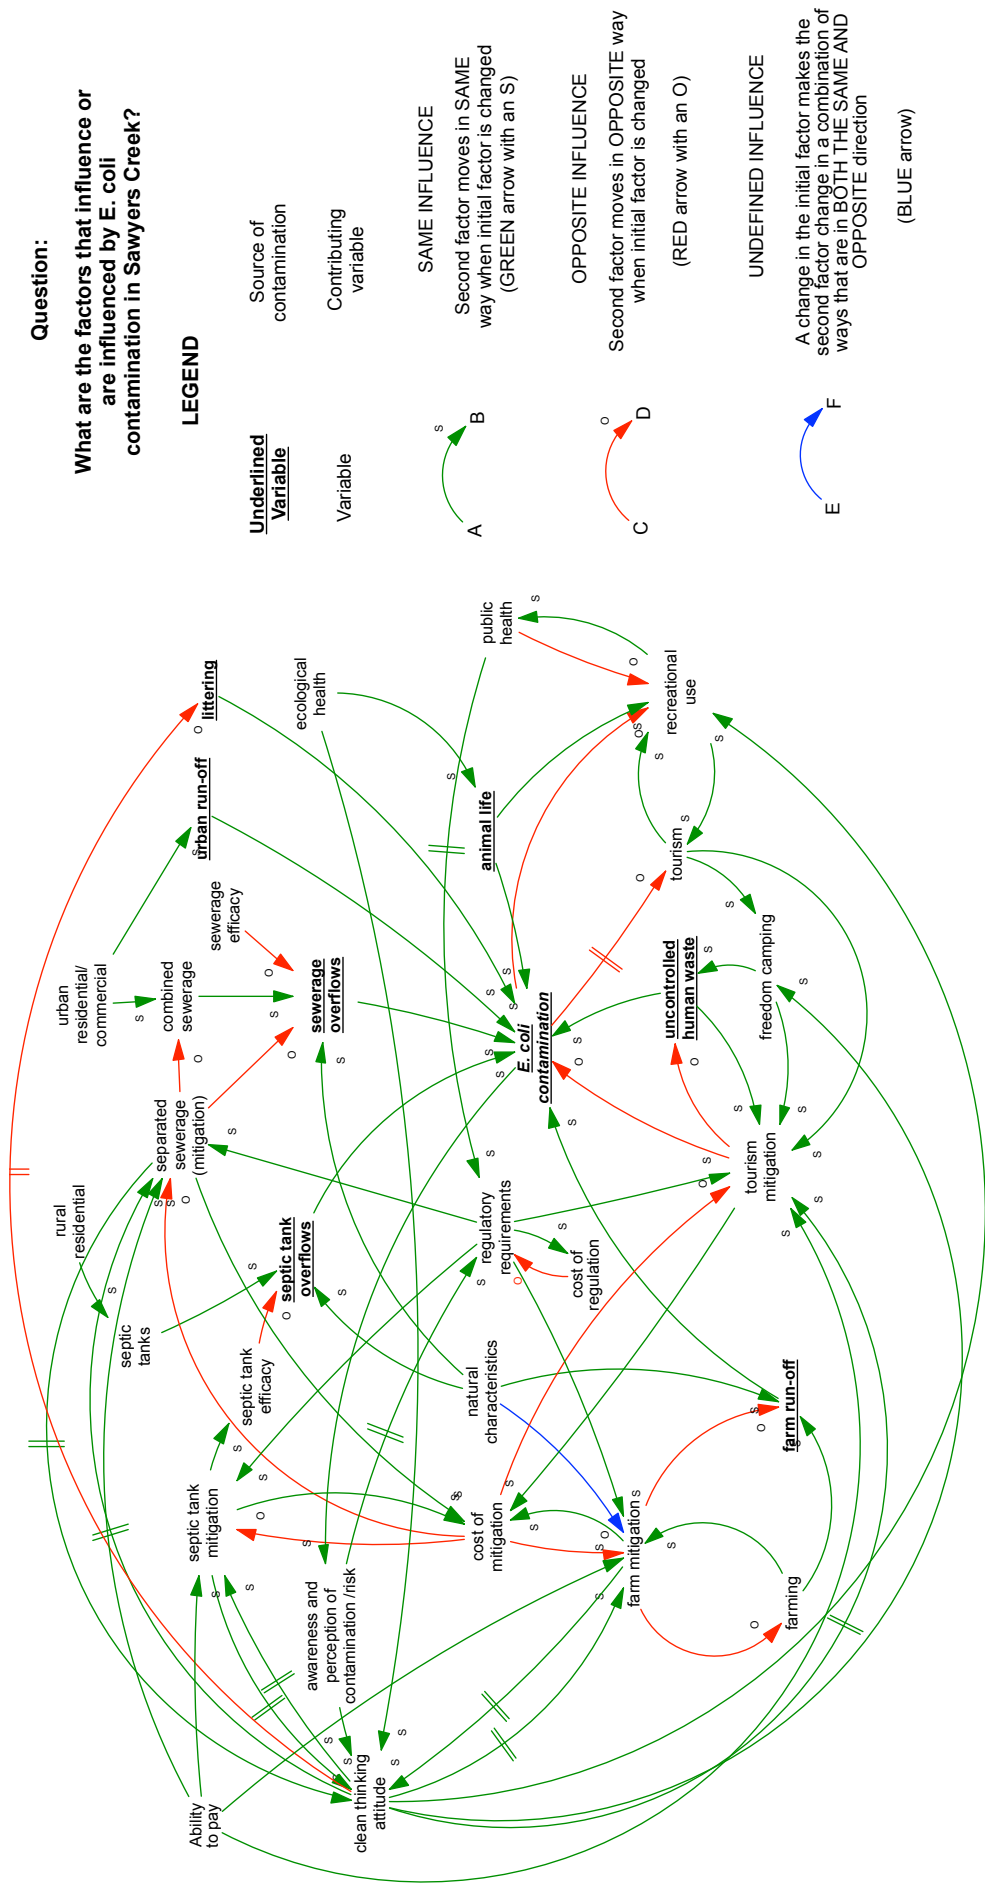 Question:
What are the factors that influence or
are influenced by E. coli
contamination in Sawyers Creek?
LEGEND
Underlined
Variable
Source of
contamination
Variable
Contributing
variable
A
s
B
SAME INFLUENCE
Second factor moves in SAME
way when initial factor is changed
(GREEN arrow with an S)
C
o
D
OPPOSITE INFLUENCE
Second factor moves in OPPOSITE way
when initial factor is changed
(RED arrow with an O)
E
F
UNDEFINED INFLUENCE
A change in the initial factor makes the
second factor change in a combination of
ways that are in BOTH THE SAME AND
OPPOSITE direction
(BLUE arrow)
rural
residential
urban
residential/
commercial
urban run-off
littering
septic
tanks
separated
sewerage
(mitigation)
combined
sewerage
sewerage
efficacy
ecological
health
Ability
to pay
septic tank
mitigation
septic tank
efficacy
septic tank
overflows
sewerage
overflows
awareness and
perception of
contamination /risk
clean thinking
attitude
natural
characteristics
cost of
mitigation
regulatory
requirements
cost of
regulation
E. coli
contamination
animal life
public
health
farm mitigations
farming
farm run-off
tourism
mitigation
uncontrolled
human waste
freedom camping
tourism
recreational
use